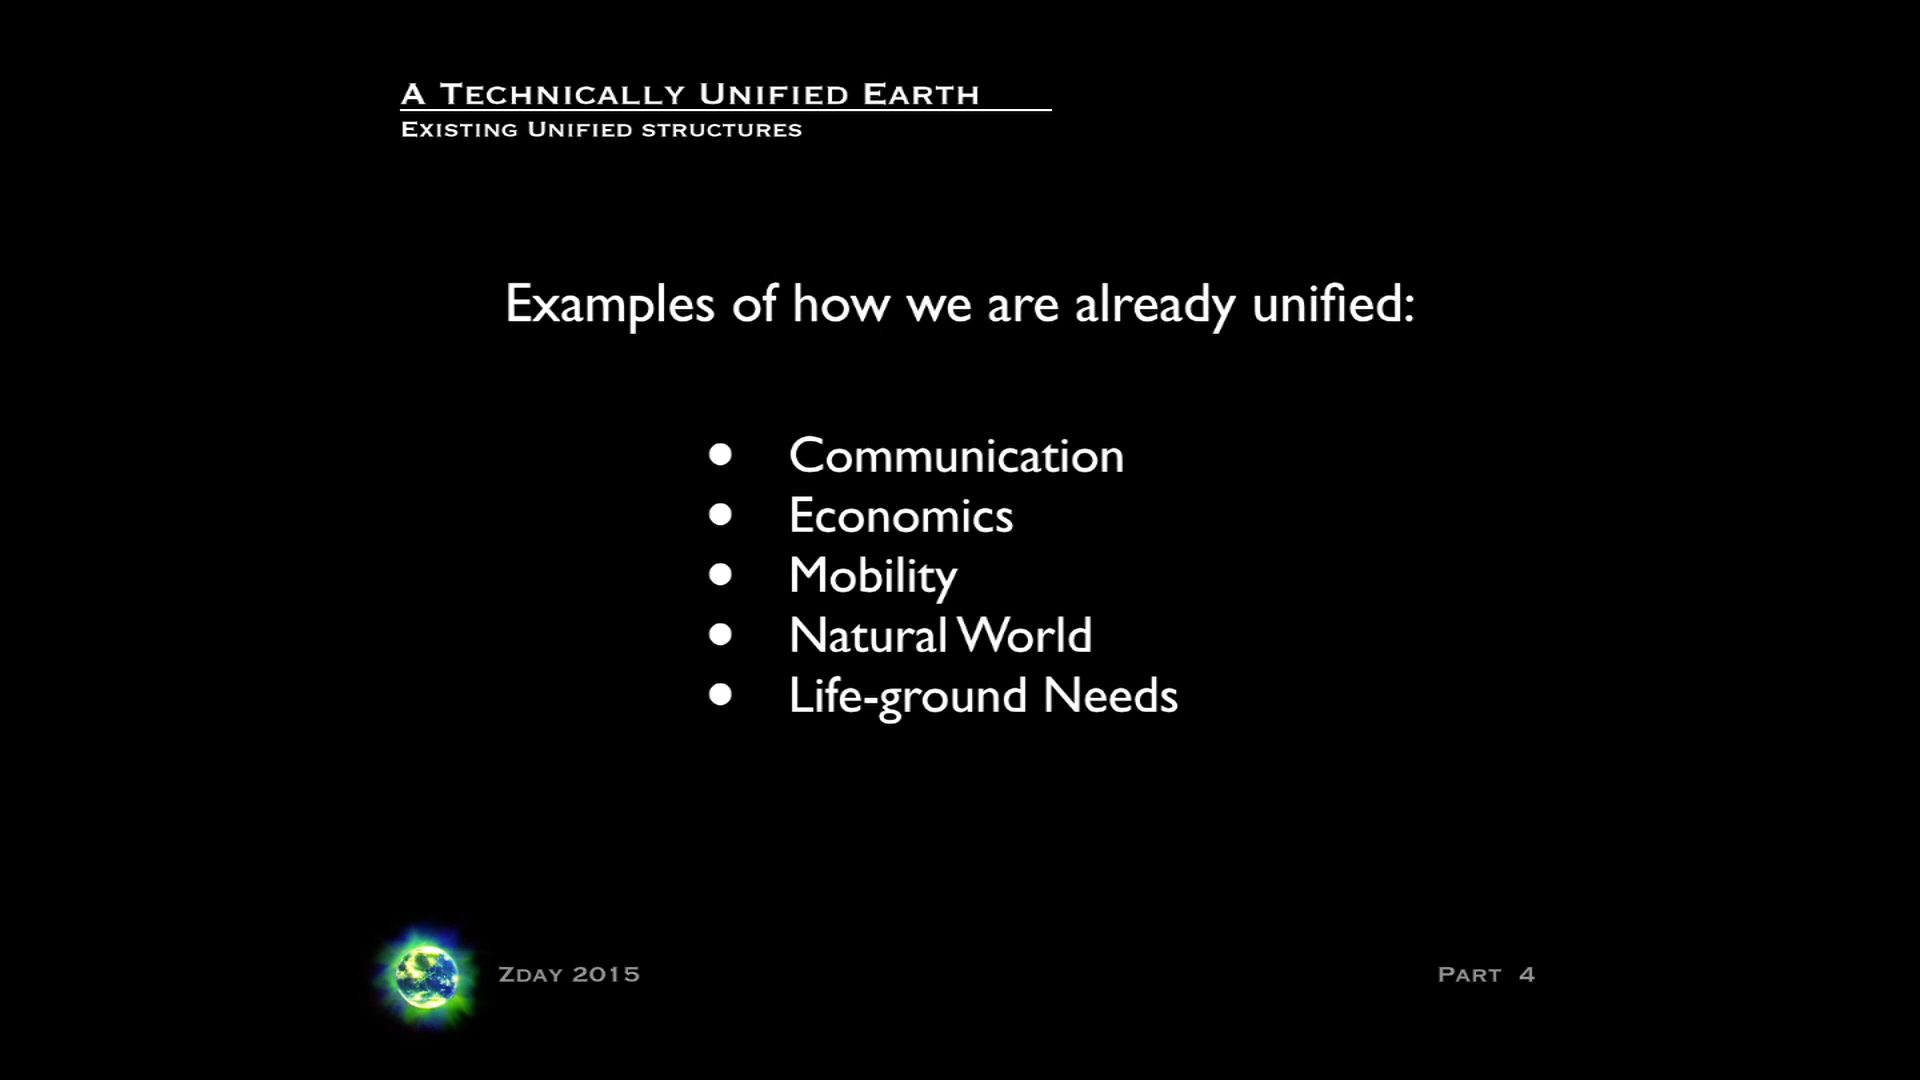 A Technically Unified Earth
Existing Unified structures
Examples of how we are already unified:
• Communication
• Economics
• Mobility
• Natural World
• Life-ground Needs
Zday 2015
Part 4